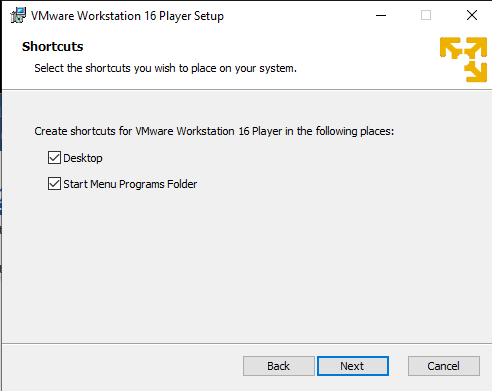 VMware Workstation 16 Player Setup
Shortcuts
Select the shortcuts you wish to place on your system.
Create shortcuts for VMware Workstation 16 Player in the following places:
Desktop
Start Menu Programs Folder
Back Next Cancel